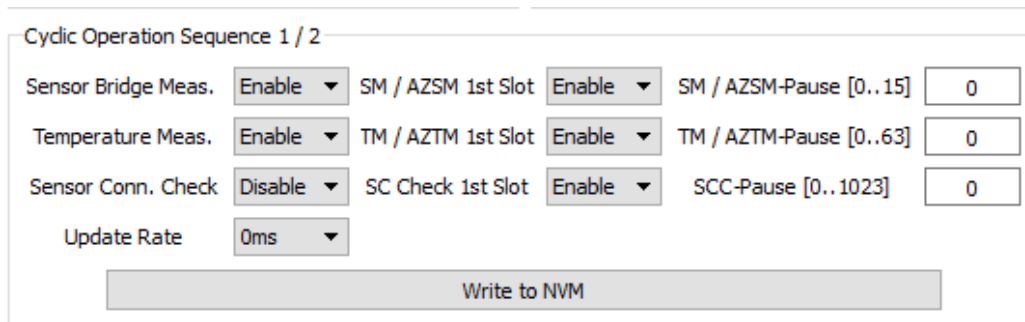 Cyclic Operation Sequence 1 / 2
Sensor Bridge Meas. Enable SM / AZSM 1st Slot Enable SM / AZSM-Pause [0..15] 0
Temperature Meas. Enable TM / AZTM 1st Slot Enable TM / AZTM-Pause [0..63] 0
Sensor Conn. Check Disable SC Check 1st Slot Enable SCC-Pause [0..1023] 0
Update Rate 0ms
Write to NVM